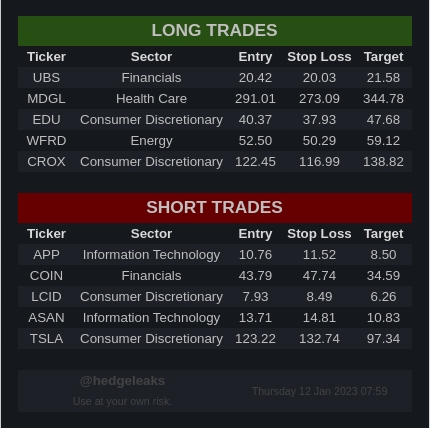 LONG TRADES
Ticker Sector Entry Stop Loss Target
UBS Financials 20.42 20.03 21.58
MDGL Health Care 291.01 273.09 344.78
EDU Consumer Discretionary 40.37 37.93 47.68
WFRD Energy 52.50 50.29 59.12
CROX Consumer Discretionary 122.45 116.99 138.82
SHORT TRADES
Ticker Sector Entry Stop Loss Target
APP Information Technology 10.76 11.52 8.50
COIN Financials 43.79 47.74 34.59
LCID Consumer Discretionary 7.93 8.49 6.26
ASAN Information Technology 13.71 14.81 10.83
TSLA Consumer Discretionary 123.22 132.74 97.34
@hedgeleaks
Use at your own risk.
Thursday 12 Jan 2023 07:59